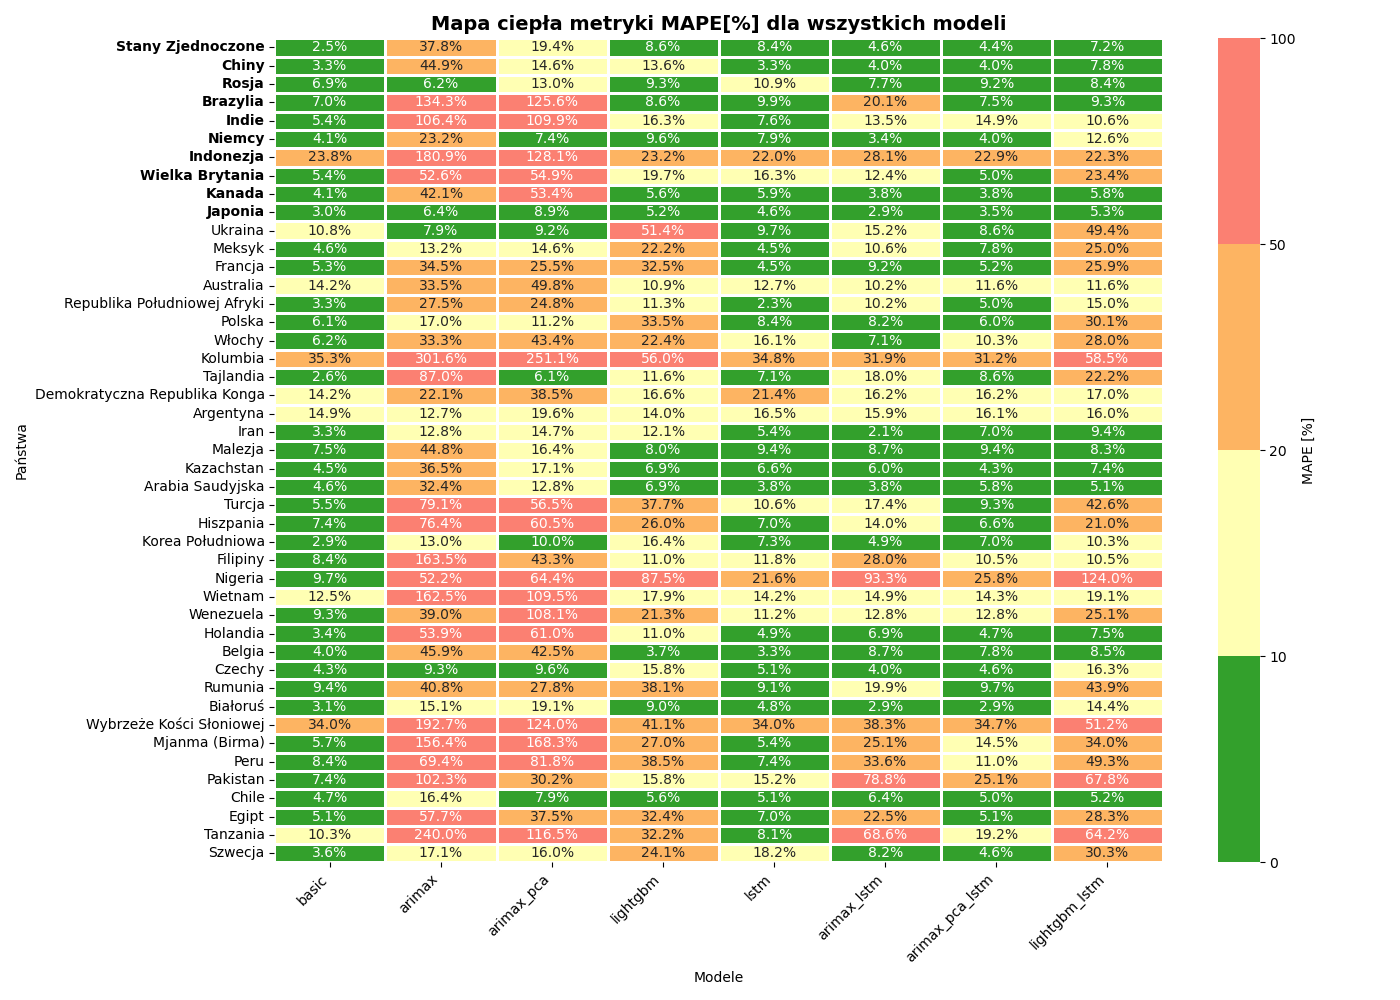 Mapa ciepła metryki MAPE[%] dla wszystkich modeli
Stany Zjednoczone 2.5% 37.8% 19.4% 8.6% 8.4% 4.6% 4.4% 7.2%
Chiny 3.3% 44.9% 14.6% 13.6% 3.3% 4.0% 4.0% 7.8%
Rosja 6.9% 6.2% 13.0% 9.3% 10.9% 7.7% 9.2% 8.4%
Brazylia 7.0% 134.3% 125.6% 8.6% 9.9% 20.1% 7.5% 9.3%
Indie 5.4% 106.4% 109.9% 16.3% 7.6% 13.5% 14.9% 10.6%
Niemcy 4.1% 23.2% 7.4% 9.6% 7.9% 3.4% 4.0% 12.6%
Indonezja 23.8% 180.9% 128.1% 23.2% 22.0% 28.1% 22.9% 22.3%
Wielka Brytania 5.4% 52.6% 54.9% 19.7% 16.3% 12.4% 5.0% 23.4%
Kanada 4.1% 42.1% 53.4% 5.6% 5.9% 3.8% 3.8% 5.8%
Japonia 3.0% 6.4% 8.9% 5.2% 4.6% 2.9% 3.5% 5.3%
Ukraina 10.8% 7.9% 9.2% 51.4% 9.7% 15.2% 8.6% 49.4%
Meksyk 4.6% 13.2% 14.6% 22.2% 4.5% 10.6% 7.8% 25.0%
Francja 5.3% 34.5% 25.5% 32.5% 4.5% 9.2% 5.2% 25.9%
Australia 14.2% 33.5% 49.8% 10.9% 12.7% 10.2% 11.6% 11.6%
Republika Południowej Afryki 3.3% 27.5% 24.8% 11.3% 2.3% 10.2% 5.0% 15.0%
Polska 6.1% 17.0% 11.2% 33.5% 8.4% 8.2% 6.0% 30.1%
Włochy 6.2% 33.3% 43.4% 22.4% 16.1% 7.1% 10.3% 28.0%
Kolumbia 35.3% 301.6% 251.1% 56.0% 34.8% 31.9% 31.2% 58.5%
Tajlandia 2.6% 87.0% 6.1% 11.6% 7.1% 18.0% 8.6% 22.2%
Demokratyczna Republika Konga 14.2% 22.1% 38.5% 16.6% 21.4% 16.2% 16.2% 17.0%
Argentyna 14.9% 12.7% 19.6% 14.0% 16.5% 15.9% 16.1% 16.0%
Iran 3.3% 12.8% 14.7% 12.1% 5.4% 2.1% 7.0% 9.4%
Malezja 7.5% 44.8% 16.4% 8.0% 9.4% 8.7% 9.4% 8.3%
Kazachstan 4.5% 36.5% 17.1% 6.9% 6.6% 6.0% 4.3% 7.4%
Arabia Saudyjska 4.6% 32.4% 12.8% 6.9% 3.8% 3.8% 5.8% 5.1%
Turcja 5.5% 79.1% 56.5% 37.7% 10.6% 17.4% 9.3% 42.6%
Hiszpania 7.4% 76.4% 60.5% 26.0% 7.0% 14.0% 6.6% 21.0%
Korea Południowa 2.9% 13.0% 10.0% 16.4% 7.3% 4.9% 7.0% 10.3%
Filipiny 8.4% 163.5% 43.3% 11.0% 11.8% 28.0% 10.5% 10.5%
Nigeria 9.7% 52.2% 64.4% 87.5% 21.6% 93.3% 25.8% 124.0%
Wietnam 12.5% 162.5% 109.5% 17.9% 14.2% 14.9% 14.3% 19.1%
Wenezuela 9.3% 39.0% 108.1% 21.3% 11.2% 12.8% 12.8% 25.1%
Holandia 3.4% 53.9% 61.0% 11.0% 4.9% 6.9% 4.7% 7.5%
Belgia 4.0% 45.9% 42.5% 3.7% 3.3% 8.7% 7.8% 8.5%
Czechy 4.3% 9.3% 9.6% 15.8% 5.1% 4.0% 4.6% 16.3%
Rumunia 9.4% 40.8% 27.8% 38.1% 9.1% 19.9% 9.7% 43.9%
Białoruś 3.1% 15.1% 19.1% 9.0% 4.8% 2.9% 2.9% 14.4%
Wybrzeże Kości Słoniowej 34.0% 192.7% 124.0% 41.1% 34.0% 38.3% 34.7% 51.2%
Mjanma (Birma) 5.7% 156.4% 168.3% 27.0% 5.4% 25.1% 14.5% 34.0%
Peru 8.4% 69.4% 81.8% 38.5% 7.4% 33.6% 11.0% 49.3%
Pakistan 7.4% 102.3% 30.2% 15.8% 15.2% 78.8% 25.1% 67.8%
Chile 4.7% 16.4% 7.9% 5.6% 5.1% 6.4% 5.0% 5.2%
Egipt 5.1% 57.7% 37.5% 32.4% 7.0% 22.5% 5.1% 28.3%
Tanzania 10.3% 240.0% 116.5% 32.2% 8.1% 68.6% 19.2% 64.2%
Szwecja 3.6% 17.1% 16.0% 24.1% 18.2% 8.2% 4.6% 30.3%
basic arimax arimax_pca lightgbm lstm arimax_lstm arimax_pca_lstm lightgbm_lstm
Modele
Państwa
100
50
20
10
0
MAPE [%]